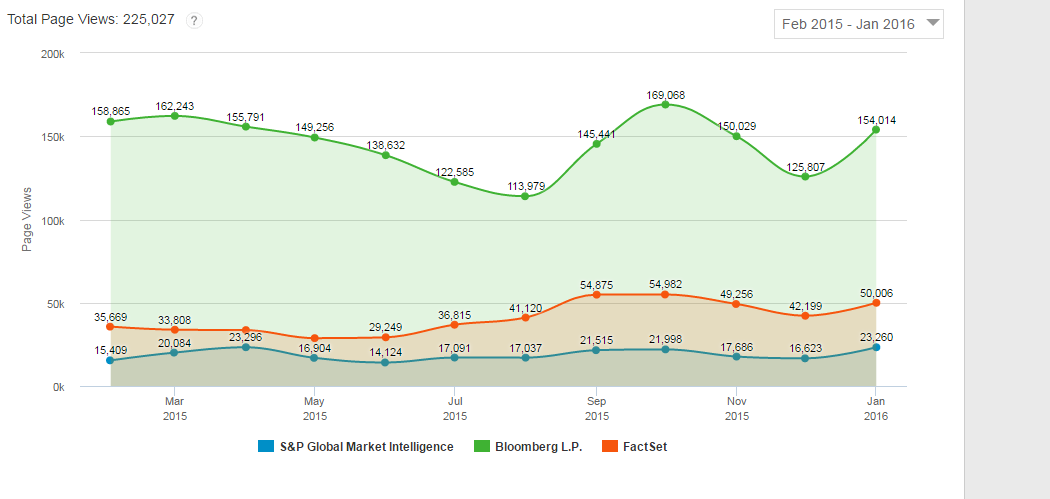 Total Page Views: 225,027 ?
Feb 2015 - Jan 2016
200k
150k
100k
50k
0k
Page Views
158,865 162,243 155,791 149,256 138,632 122,585 113,979 145,441 169,068 150,029 125,807 154,014
35,669 33,808 29,249 36,815 41,120 54,875 54,982 49,256 42,199 50,006
15,409 20,084 23,296 16,904 14,124 17,091 17,037 21,515 21,998 17,686 16,623 23,260
Mar May Jul Sep Nov Jan
2015 2015 2015 2015 2015 2016
S&P Global Market Intelligence Bloomberg L.P. FactSet